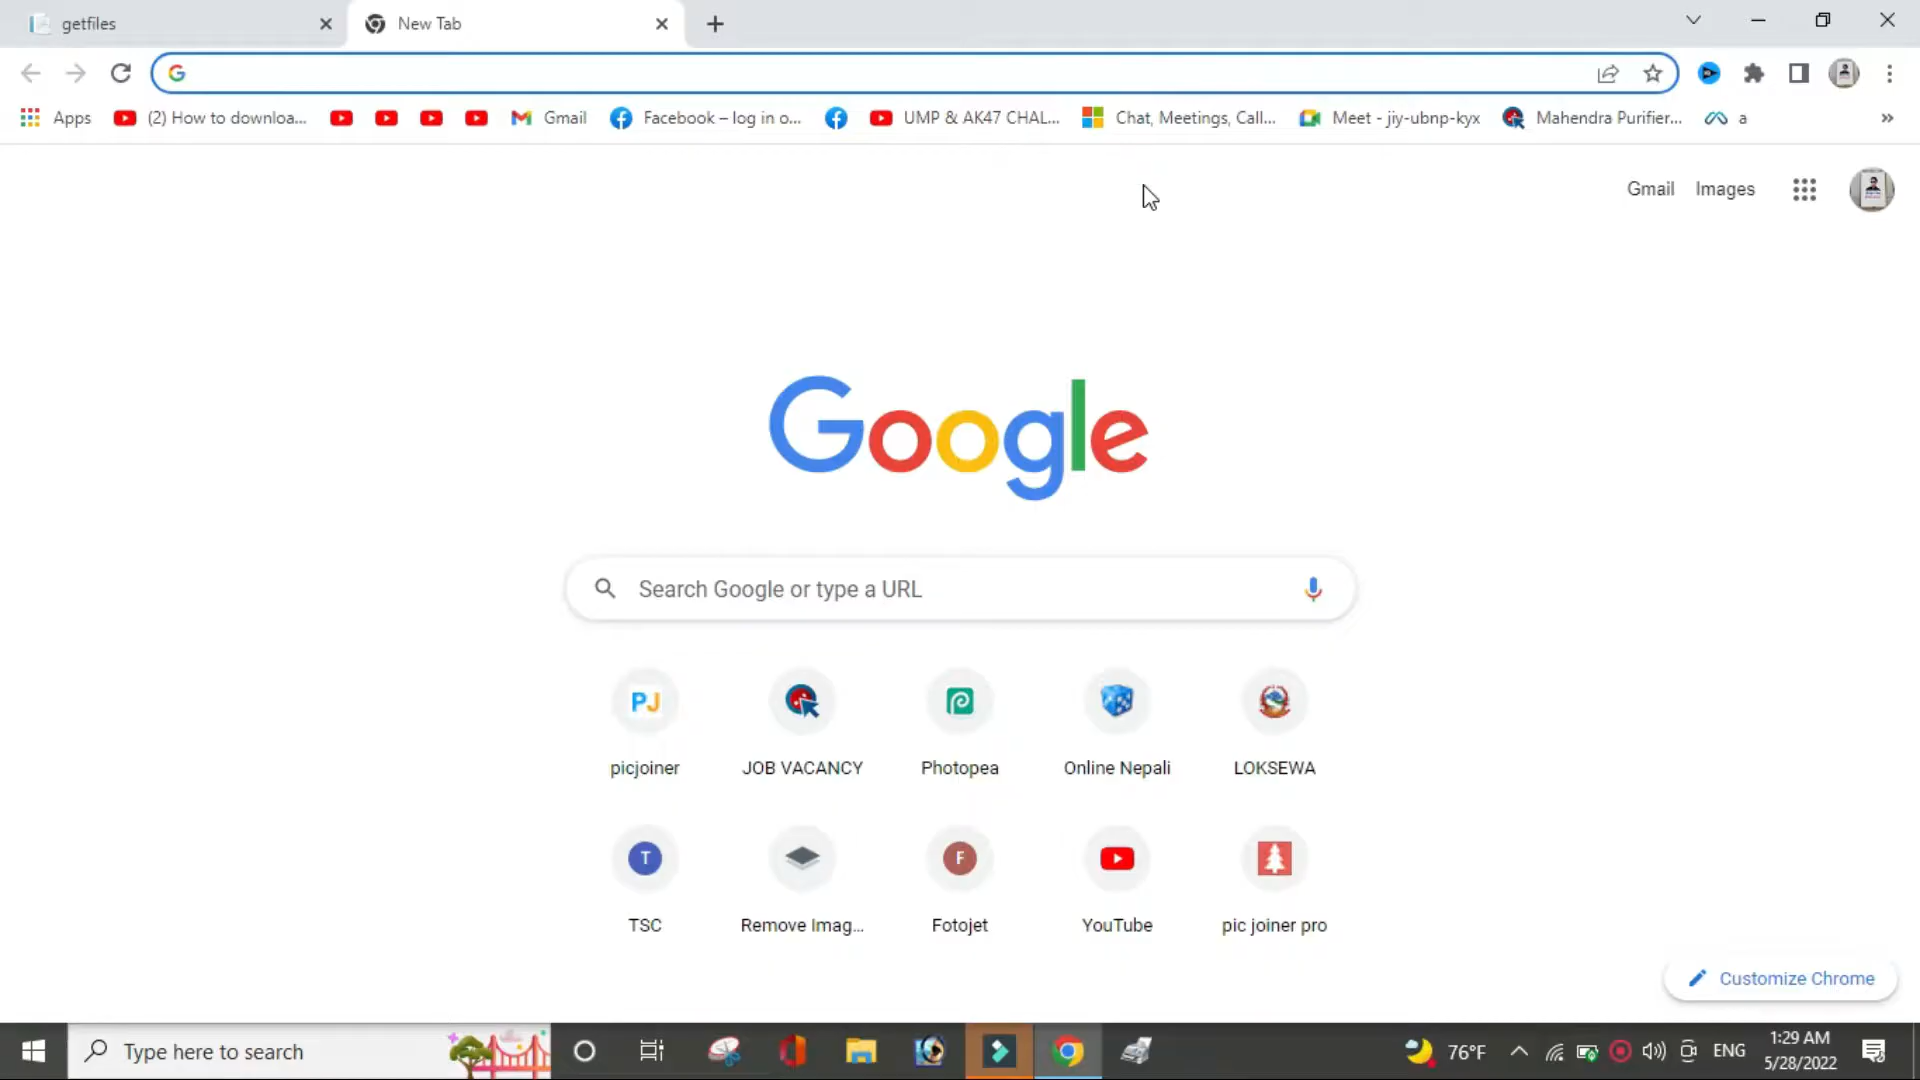 getfiles
New Tab
Apps
(2) How to downloa...
Gmail
Facebook – log in o...
UMP & AK47 CHAL...
Chat, Meetings, Call...
Meet - jiy-ubnp-kyx
Mahendra Purifier...
a
Gmail
Images
Google
Search Google or type a URL
PJ
picjoiner
JOB VACANCY
Photopea
Online Nepali
LOKSEWA
T
TSC
Remove Imag...
F
Fotojet
YouTube
pic joiner pro
Customize Chrome
Type here to search
76°F
ENG
1:29 AM
5/28/2022